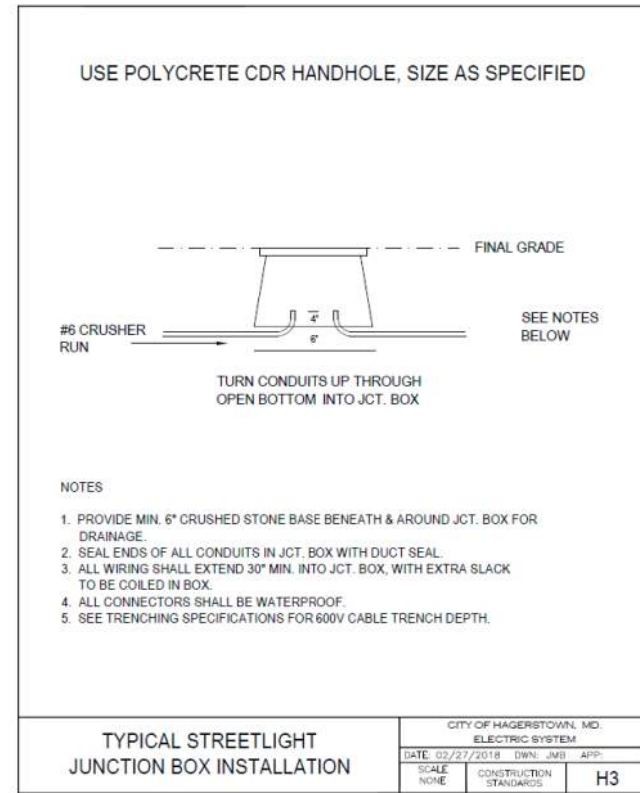 USE POLYCRETE CDR HANDHOLE, SIZE AS SPECIFIED
FINAL GRADE
#6 CRUSHER
RUN
4"
6"
SEE NOTES
BELOW
TURN CONDUITS UP THROUGH
OPEN BOTTOM INTO JCT. BOX
NOTES
1. PROVIDE MIN. 6" CRUSHED STONE BASE BENEATH & AROUND JCT. BOX FOR
DRAINAGE.
2. SEAL ENDS OF ALL CONDUITS IN JCT. BOX WITH DUCT SEAL.
3. ALL WIRING SHALL EXTEND 30" MIN. INTO JCT. BOX, WITH EXTRA SLACK
TO BE COILED IN BOX.
4. ALL CONNECTORS SHALL BE WATERPROOF.
5. SEE TRENCHING SPECIFICATIONS FOR 600V CABLE TRENCH DEPTH.
TYPICAL STREETLIGHT
JUNCTION BOX INSTALLATION
CITY OF HAGERSTOWN, MD.
ELECTRIC SYSTEM
DATE: 02/27/2018 DWN: JMB APP:
SCALE
NONE
CONSTRUCTION
STANDARDS
H3